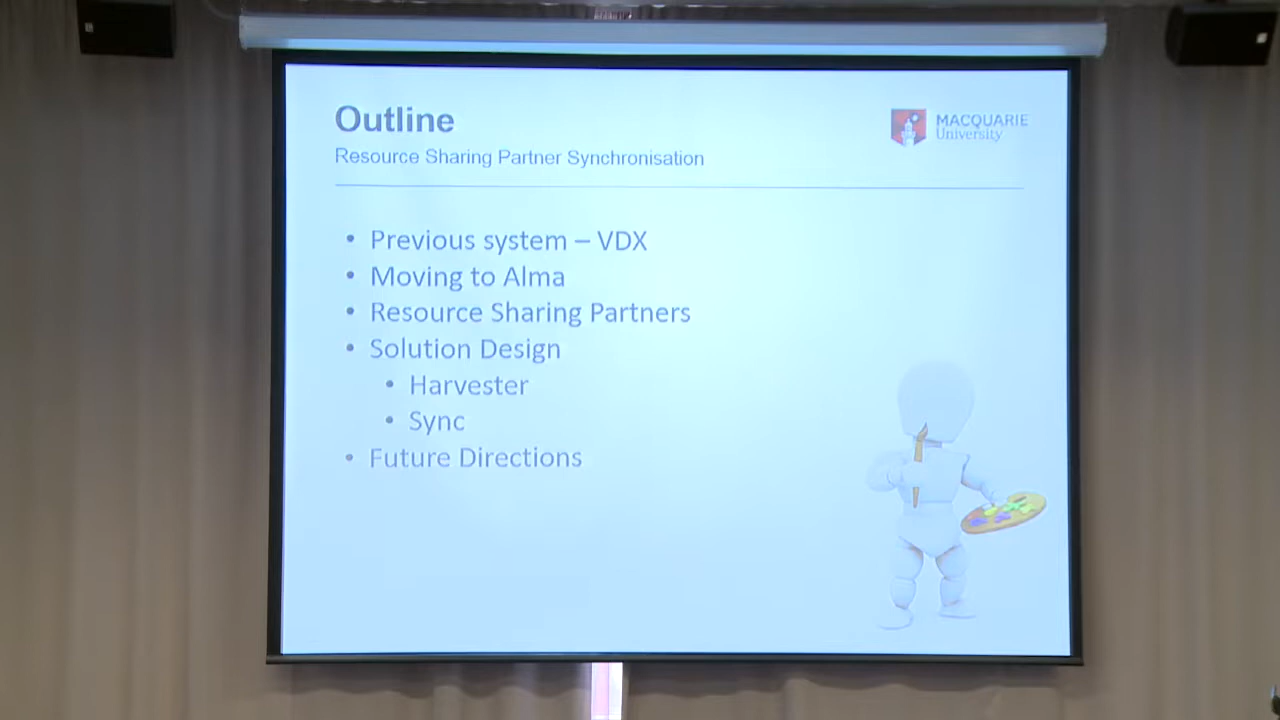 Outline
Resource Sharing Partner Synchronisation
MACQUARIE
University
• Previous system – VDX
• Moving to Alma
• Resource Sharing Partners
• Solution Design
• Harvester
• Sync
• Future Directions